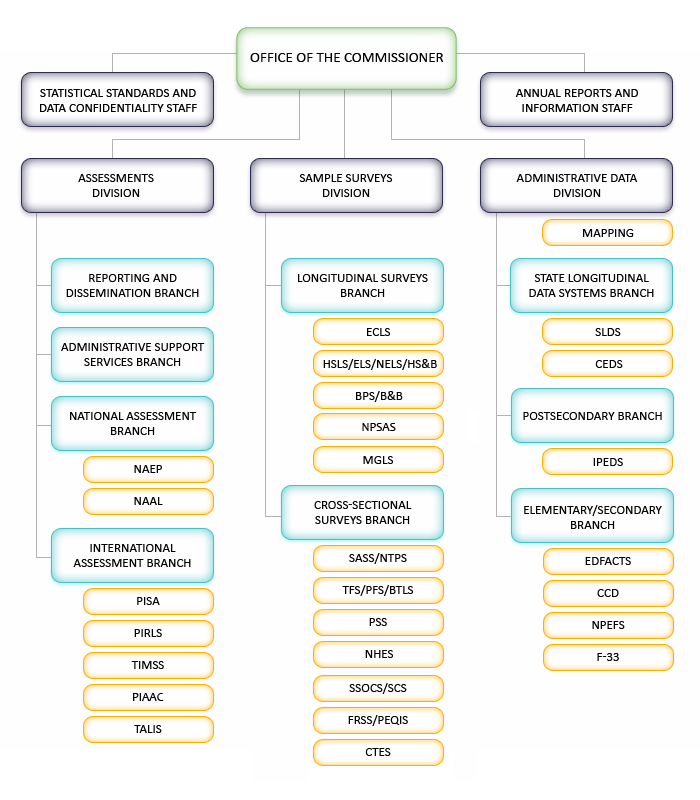 OFFICE OF THE COMMISSIONER
STATISTICAL STANDARDS AND
DATA CONFIDENTIALITY STAFF
ANNUAL REPORTS AND
INFORMATION STAFF
ASSESSMENTS
DIVISION
REPORTING AND
DISSEMINATION BRANCH
ADMINISTRATIVE SUPPORT
SERVICES BRANCH
NATIONAL ASSESSMENT
BRANCH
NAEP
NAAL
INTERNATIONAL
ASSESSMENT BRANCH
PISA
PIRLS
TIMSS
PIAAC
TALIS
SAMPLE SURVEYS
DIVISION
LONGITUDINAL SURVEYS
BRANCH
ECLS
HSLS/ELS/NELS/HS&B
BPS/B&B
NPSAS
MGLS
CROSS-SECTIONAL
SURVEYS BRANCH
SASS/NTPS
TFS/PFS/BTLS
PSS
NHES
SSOCS/SCS
FRSS/PEQIS
CTES
ADMINISTRATIVE DATA
DIVISION
MAPPING
STATE LONGITUDINAL
DATA SYSTEMS BRANCH
SLDS
CEDS
POSTSECONDARY BRANCH
IPEDS
ELEMENTARY/SECONDARY
BRANCH
EDFACTS
CCD
NPEFS
F-33